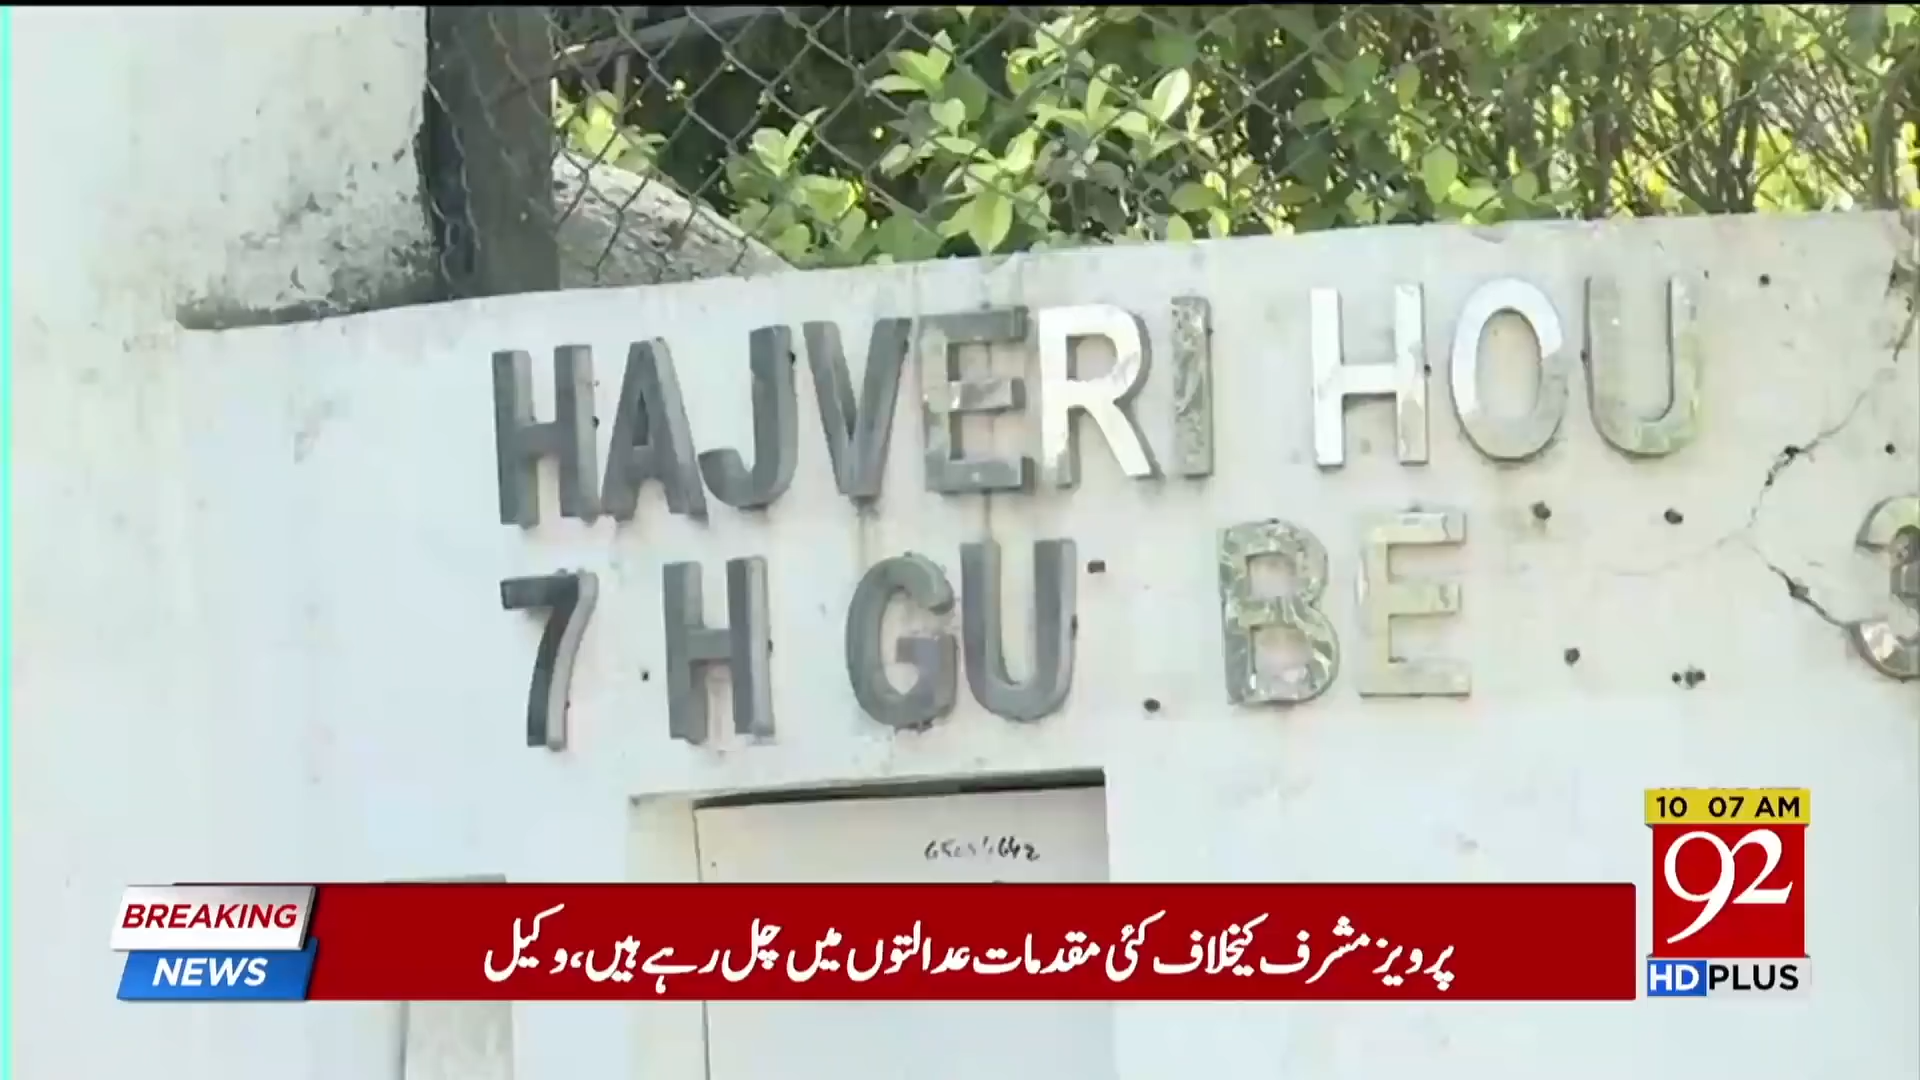 HAJVERI HOU
7 H GU BE 3
10 07 AM
92
HD PLUS
BREAKING
NEWS
پرویز مشرف کیخلاف کئی مقدمات عدالتوں میں چل رہے ہیں، وکیل